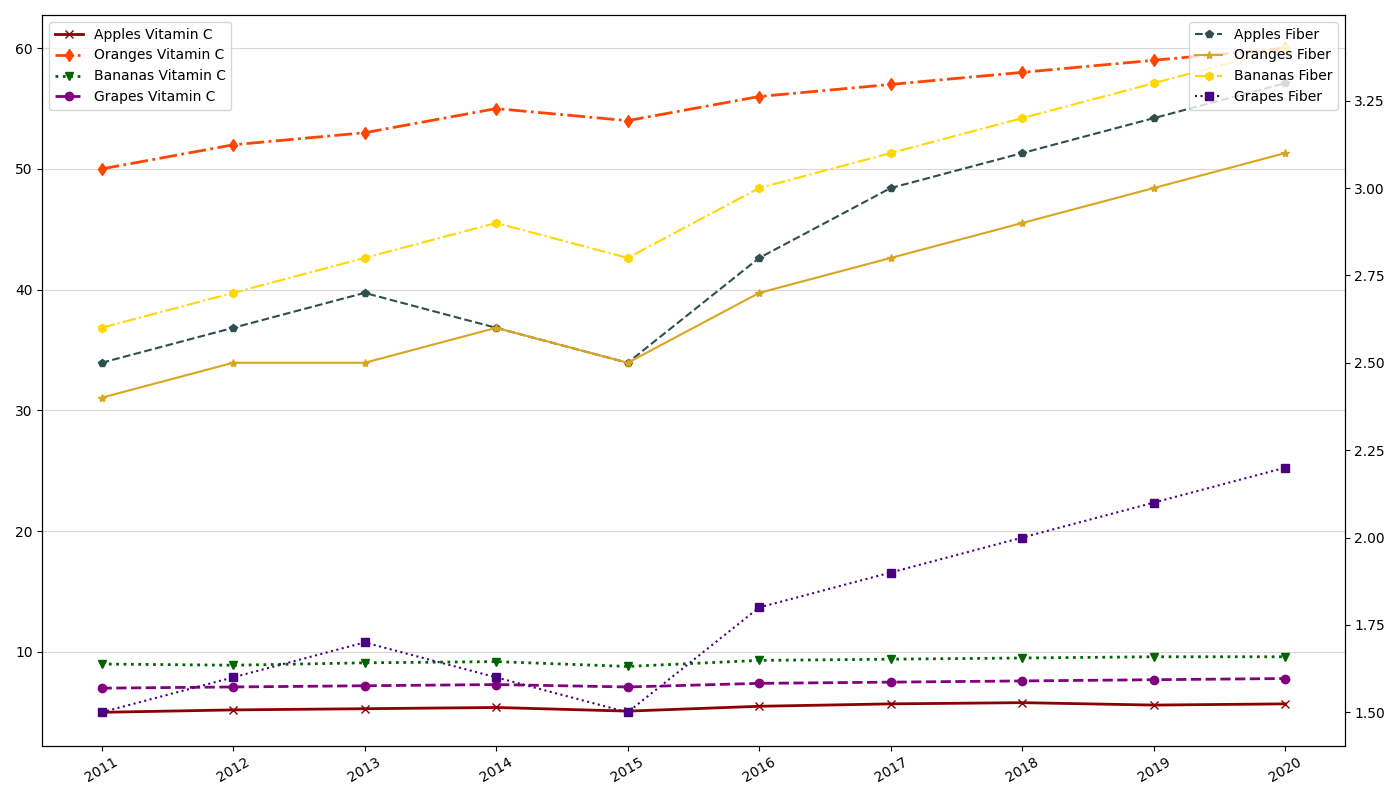 Apples Vitamin C
Oranges Vitamin C
Bananas Vitamin C
Grapes Vitamin C
Apples Fiber
Oranges Fiber
Bananas Fiber
Grapes Fiber
60
50
40
30
20
10
3.25
3.00
2.75
2.50
2.25
2.00
1.75
1.50
2011 2012 2013 2014 2015 2016 2017 2018 2019 2020